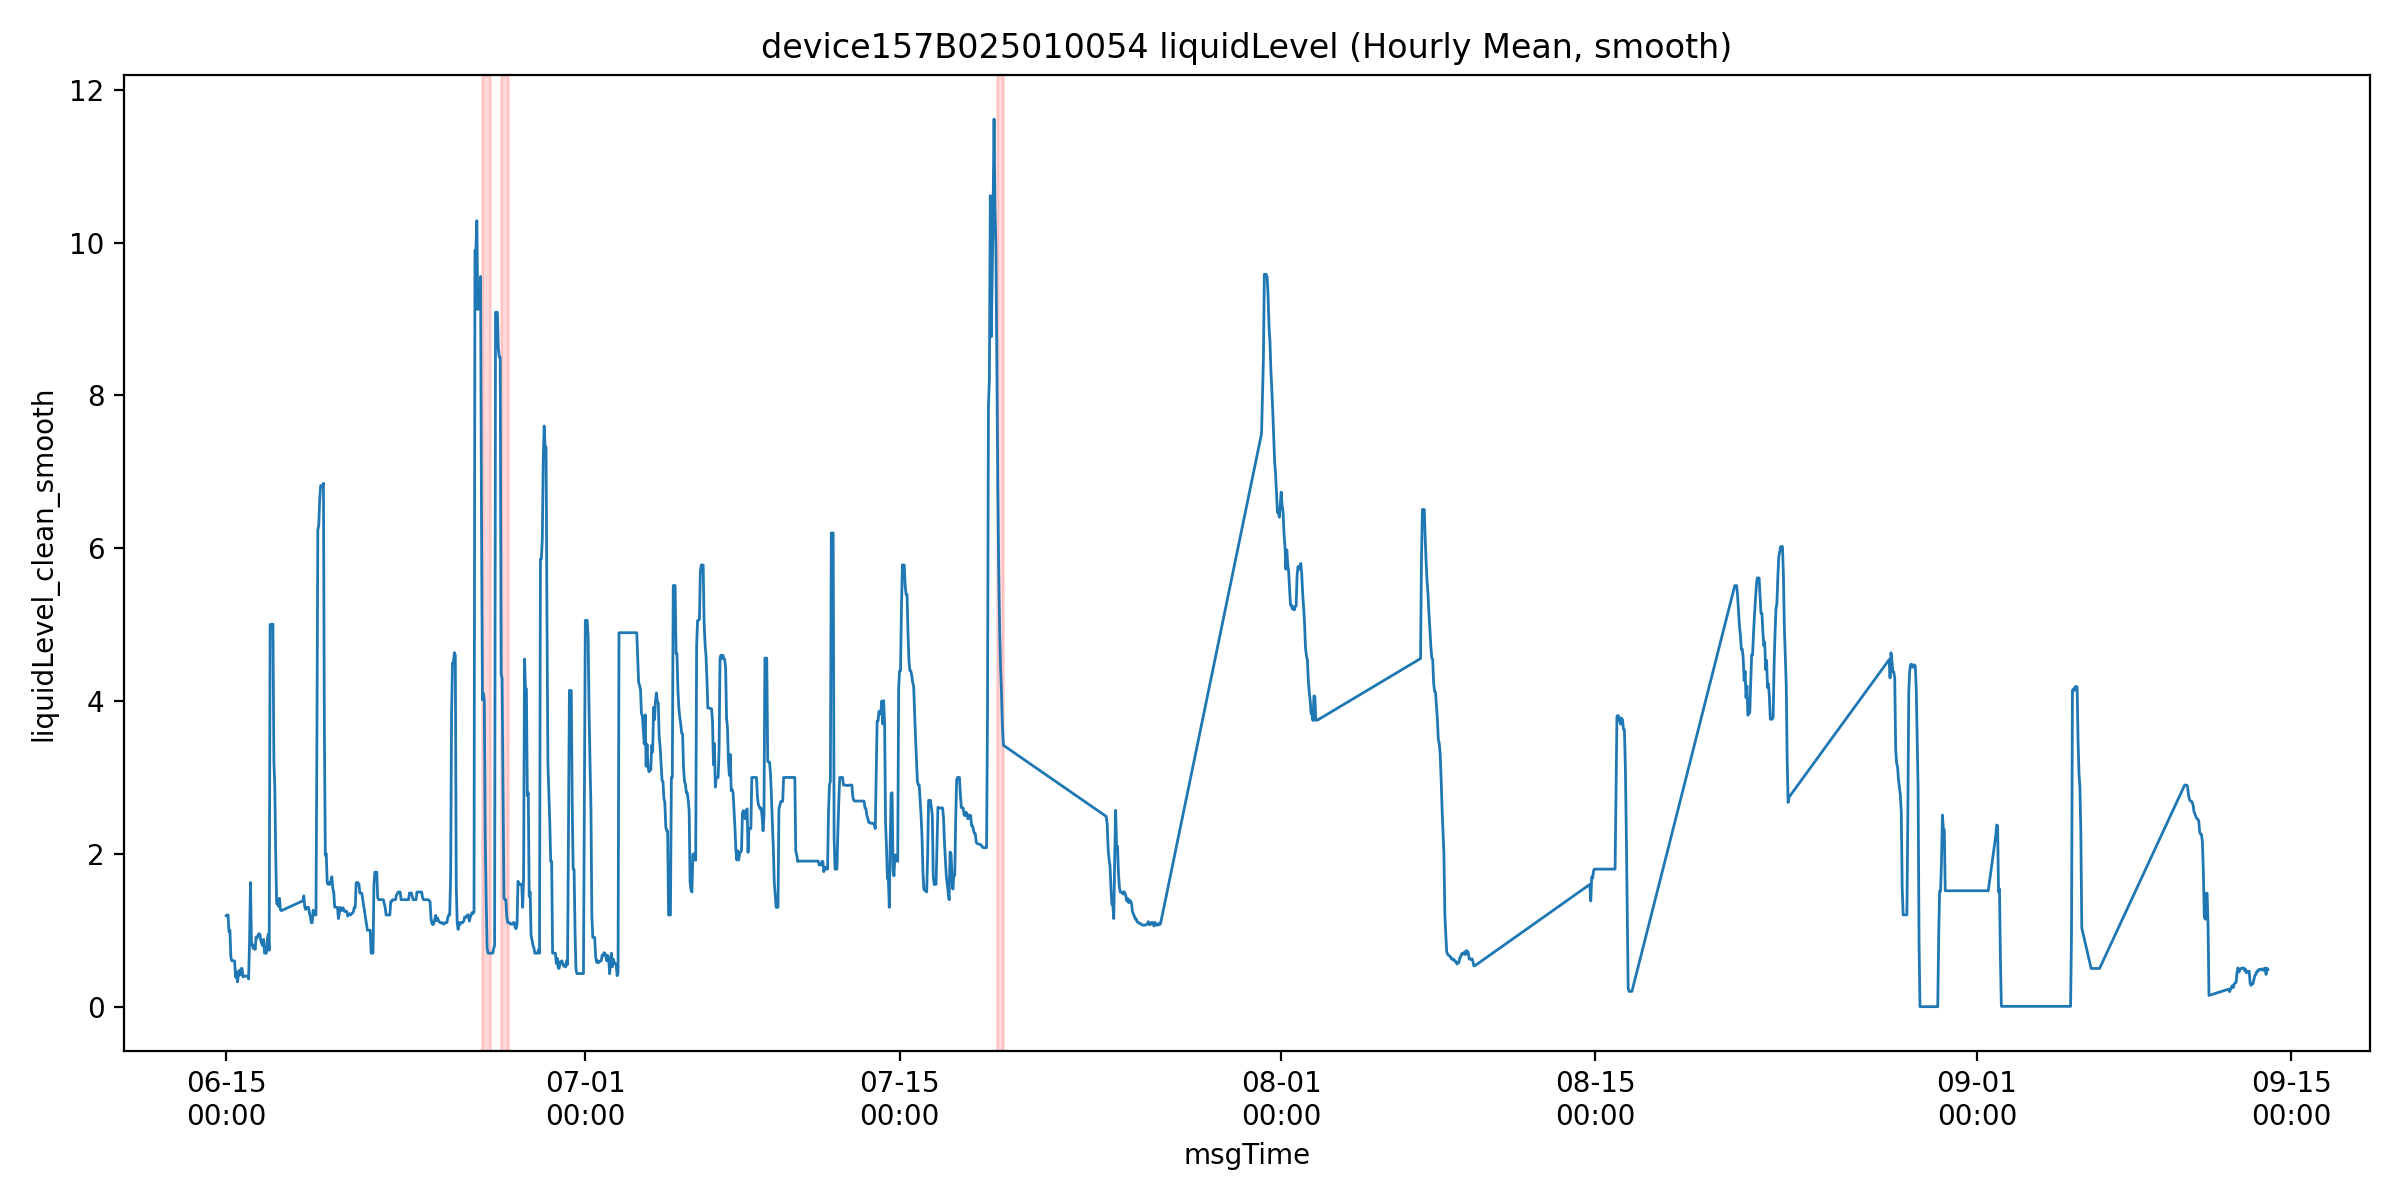 device157B025010054 liquidLevel (Hourly Mean, smooth)
liquidLevel_clean_smooth
12
10
8
6
4
2
0
06-15 07-01 07-15 08-01 08-15 09-01 09-15
00:00 00:00 00:00 00:00 00:00 00:00 00:00
msgTime